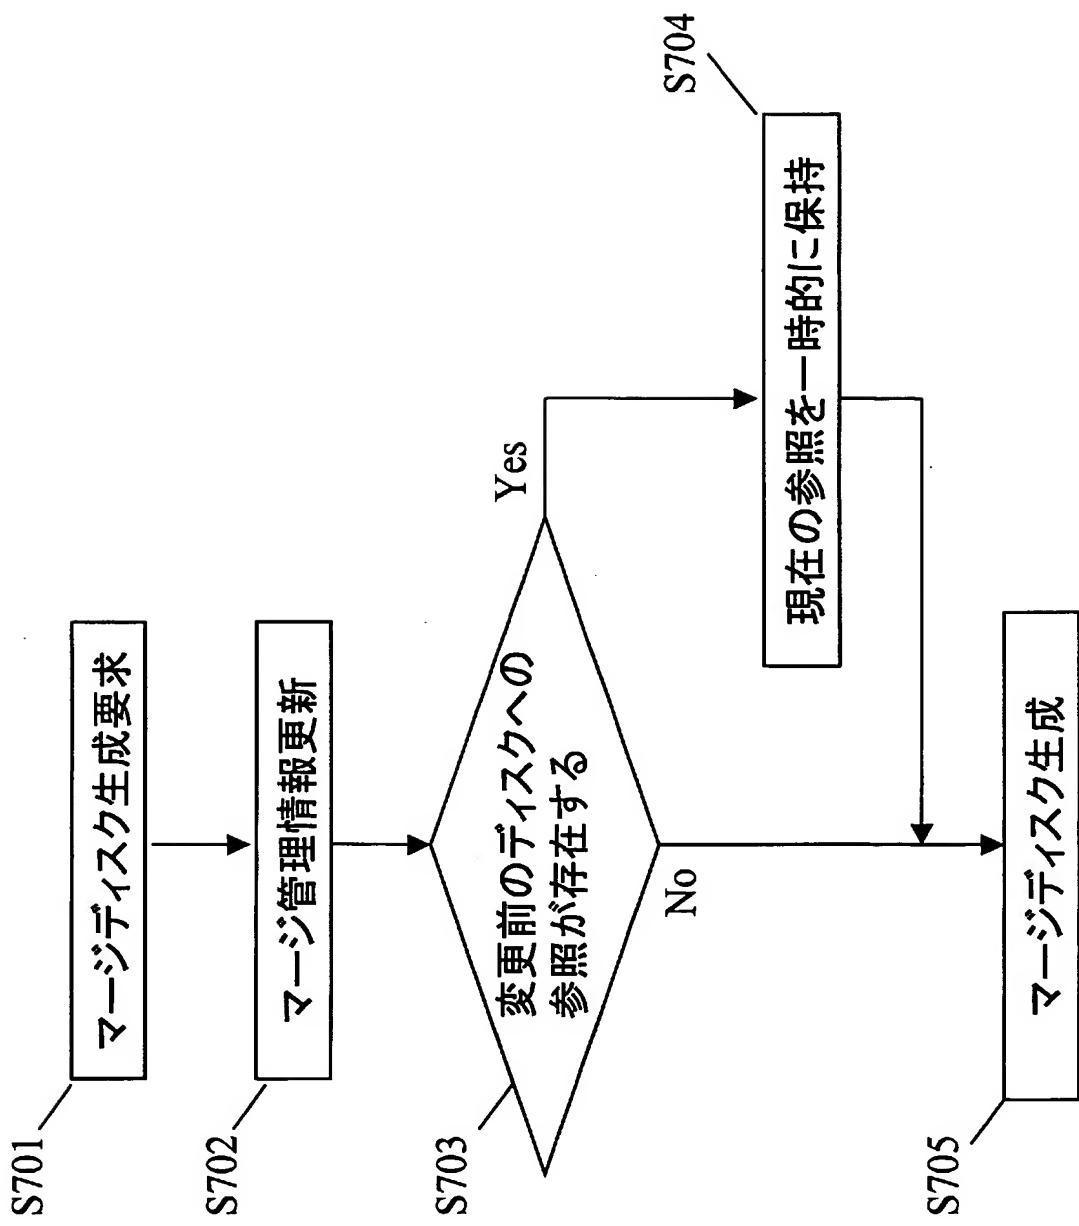 S701
マージディスク生成要求
S702
マージ管理情報更新
S703
変更前のディスクへの
参照が存在する
Yes
S704
現在の参照を一時的に保持
No
S705
マージディスク生成